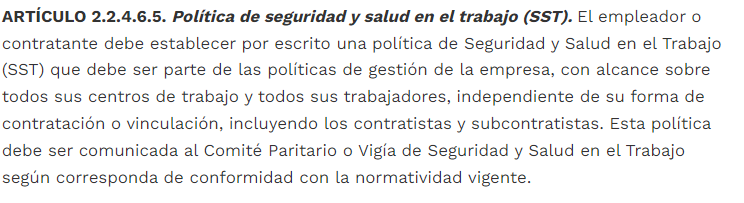 ARTÍCULO 2.2.4.6.5. Política de seguridad y salud en el trabajo (SST). El empleador o
contratante debe establecer por escrito una política de Seguridad y Salud en el Trabajo
(SST) que debe ser parte de las políticas de gestión de la empresa, con alcance sobre
todos sus centros de trabajo y todos sus trabajadores, independiente de su forma de
contratación o vinculación, incluyendo los contratistas y subcontratistas. Esta política
debe ser comunicada al Comité Paritario o Vigía de Seguridad y Salud en el Trabajo
según corresponda de conformidad con la normatividad vigente.